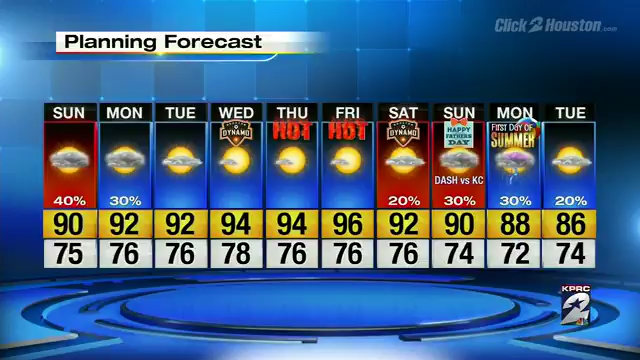 Click2Houston.com
Planning Forecast
SUN MON TUE WED THU FRI SAT SUN MON TUE
DYNAMO HOT HOT DYNAMO HAPPY FATHERS DAY FIRST DAY OF SUMMER
DASH vs KC
40% 30% 20% 30% 30% 20%
90 92 92 94 94 96 92 90 88 86
75 76 76 78 76 76 76 74 72 74
KPRC
2